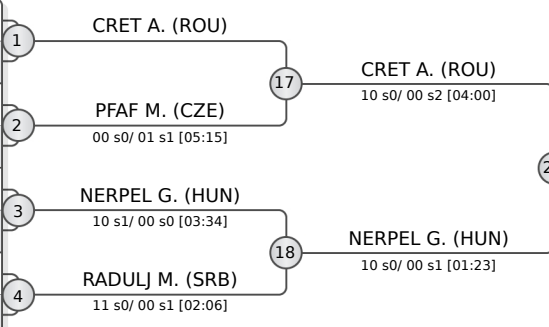 CRET A. (ROU)
1
17
CRET A. (ROU)
10 s0/ 00 s2 [04:00]
PFAF M. (CZE)
2
00 s0/ 01 s1 [05:15]
NERPEL G. (HUN)
3
10 s1/ 00 s0 [03:34]
18
NERPEL G. (HUN)
10 s0/ 00 s1 [01:23]
RADULJ M. (SRB)
4
11 s0/ 00 s1 [02:06]